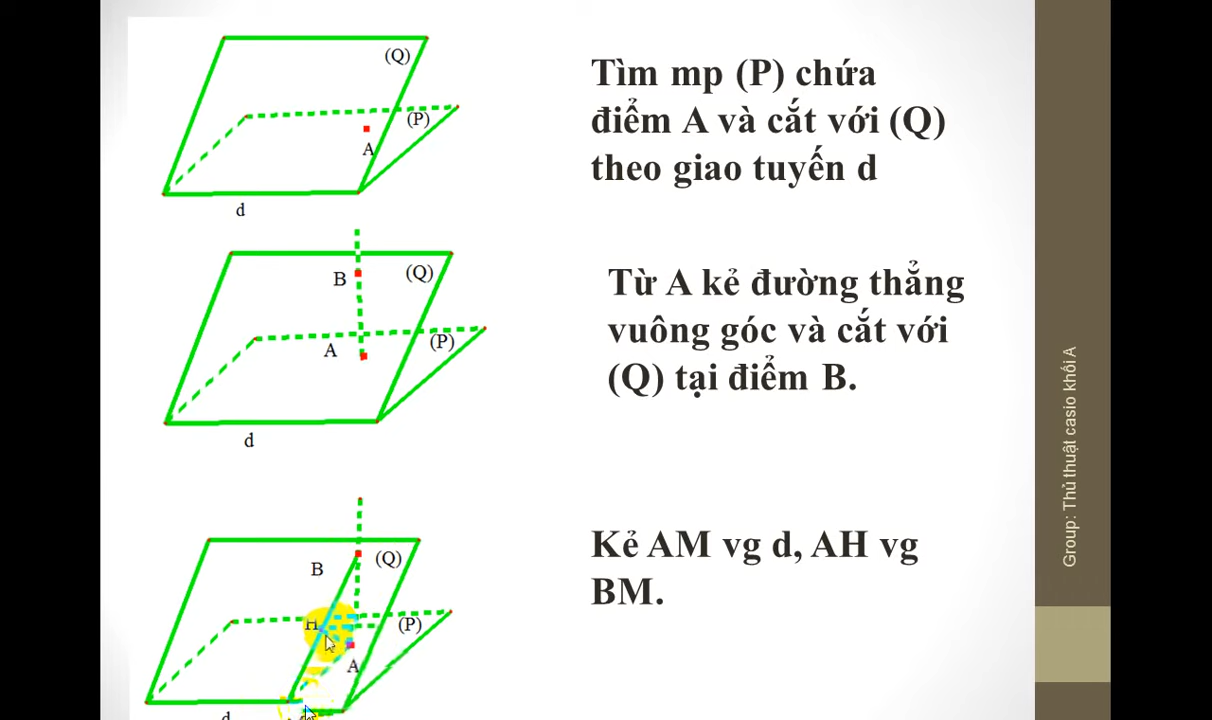 (Q)
(P)
A
d
Tìm mp (P) chứa
điểm A và cắt với (Q)
theo giao tuyến d
B
(Q)
A
(P)
d
Từ A kẻ đường thẳng
vuông góc và cắt với
(Q) tại điểm B.
B
(Q)
H
(P)
A
d
Kẻ AM vg d, AH vg
BM.
Group: Thủ thuật casio khối A